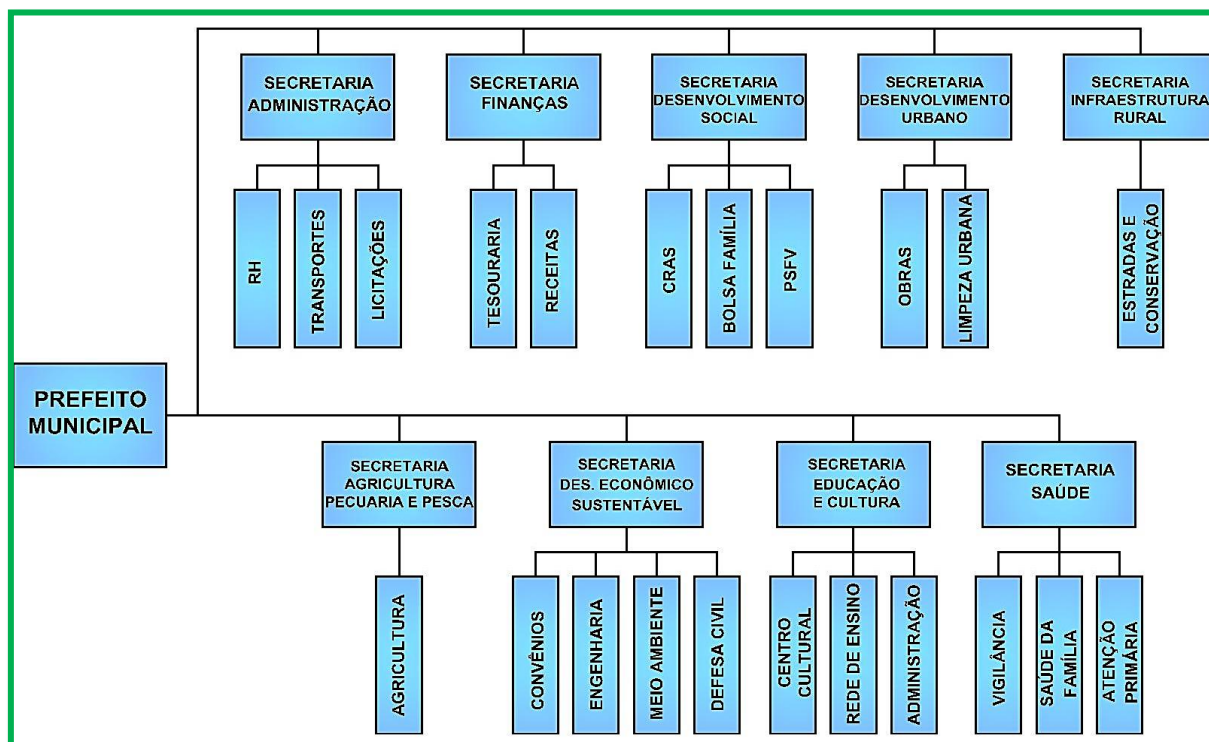 SECRETARIA
ADMINISTRAÇÃO
SECRETARIA
FINANÇAS
SECRETARIA
DESENVOLVIMENTO
SOCIAL
SECRETARIA
DESENVOLVIMENTO
URBANO
SECRETARIA
INFRAESTRUTURA
RURAL
RH
TRANSPORTES
LICITAÇÕES
TESOURARIA
RECEITAS
CRAS
BOLSA FAMÍLIA
PSFV
OBRAS
LIMPEZA URBANA
ESTRADAS E
CONSERVAÇÃO
PREFEITO
MUNICIPAL
SECRETARIA
AGRICULTURA
PECUARIA E PESCA
SECRETARIA
DES. ECONÔMICO
SUSTENTÁVEL
SECRETARIA
EDUCAÇÃO
E CULTURA
SECRETARIA
SAÚDE
AGRICULTURA
CONVÊNIOS
ENGENHARIA
MEIO AMBIENTE
DEFESA CIVIL
CENTRO
CULTURAL
REDE DE ENSINO
ADMINISTRAÇÃO
VIGILÂNCIA
SAÚDE DA
FAMÍLIA
ATENÇÃO
PRIMÁRIA